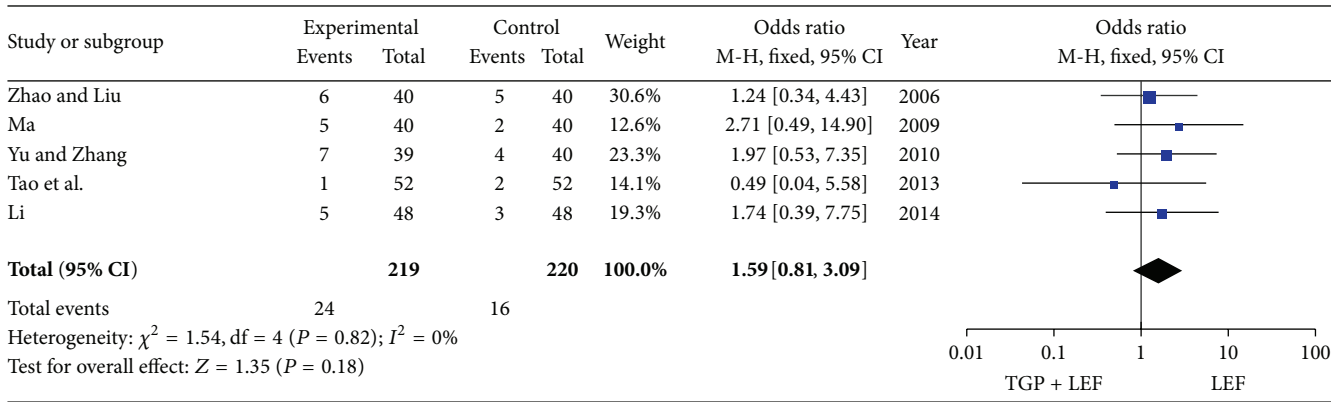 Study or subgroup Experimental Control Weight Odds ratio Year Odds ratio
Events Total Events Total M-H, fixed, 95% CI M-H, fixed, 95% CI
Zhao and Liu 6 40 5 40 30.6% 1.24 [0.34, 4.43] 2006
Ma 5 40 2 40 12.6% 2.71 [0.49, 14.90] 2009
Yu and Zhang 7 39 4 40 23.3% 1.97 [0.53, 7.35] 2010
Tao et al. 1 52 2 52 14.1% 0.49 [0.04, 5.58] 2013
Li 5 48 3 48 19.3% 1.74 [0.39, 7.75] 2014
Total (95% CI) 219 220 100.0% 1.59 [0.81, 3.09]
Total events 24 16
Heterogeneity: χ² = 1.54, df = 4 (P = 0.82); I² = 0%
Test for overall effect: Z = 1.35 (P = 0.18)
0.01 0.1 1 10 100
TGP + LEF LEF